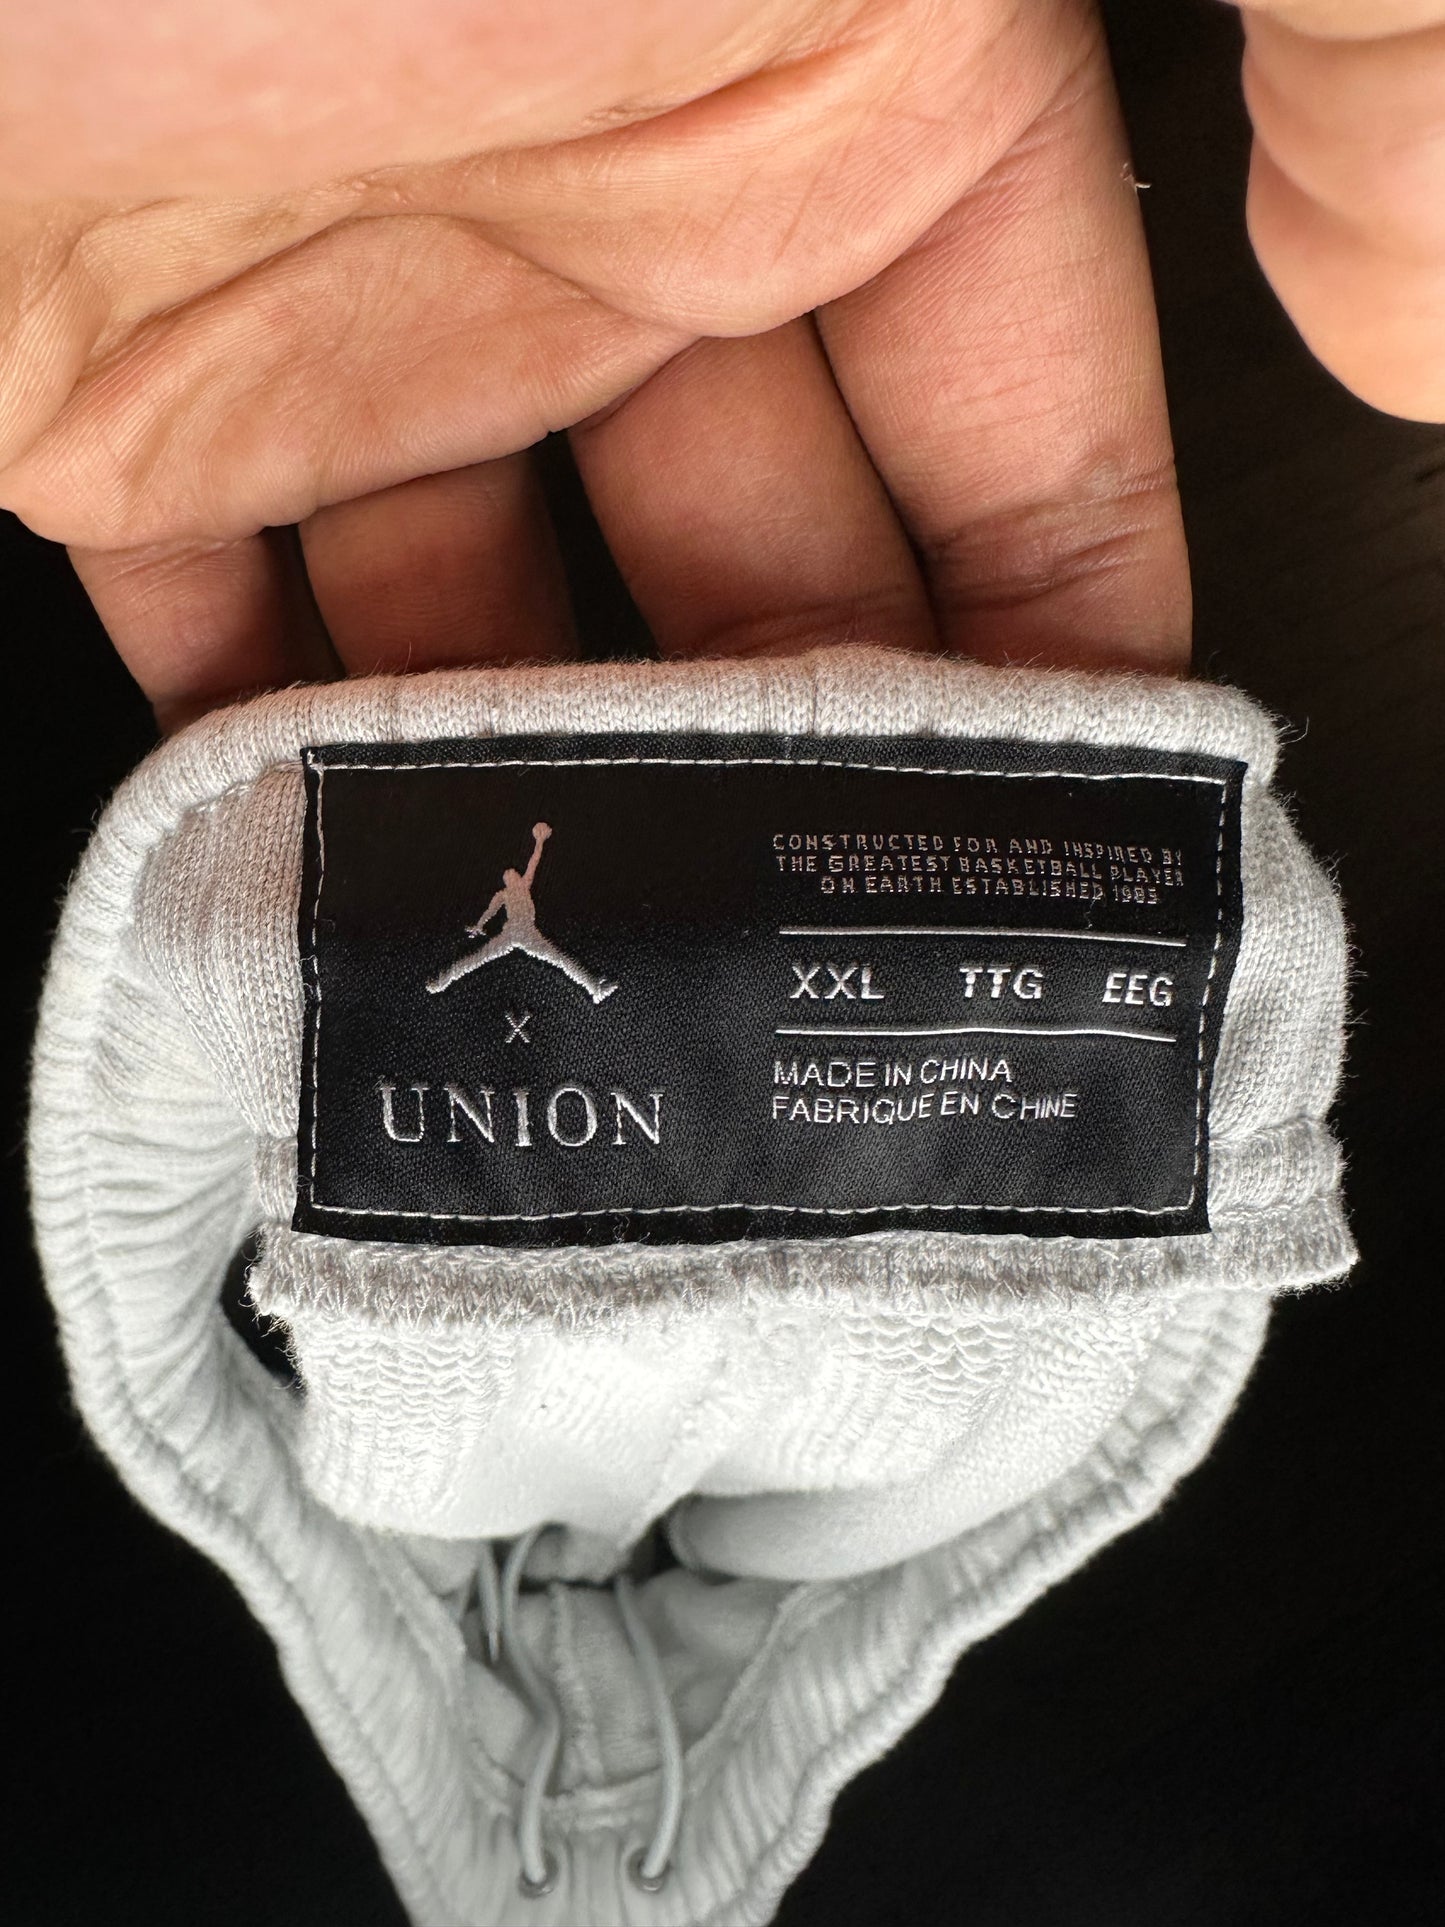 X
UNION
CONSTRUCTED FOR AND INSPIRED BY
THE GREATEST BASKETBALL PLAYER
ON EARTH ESTABLISHED 1985
XXL TTG EEG
MADE IN CHINA
FABRIQUE EN CHINE